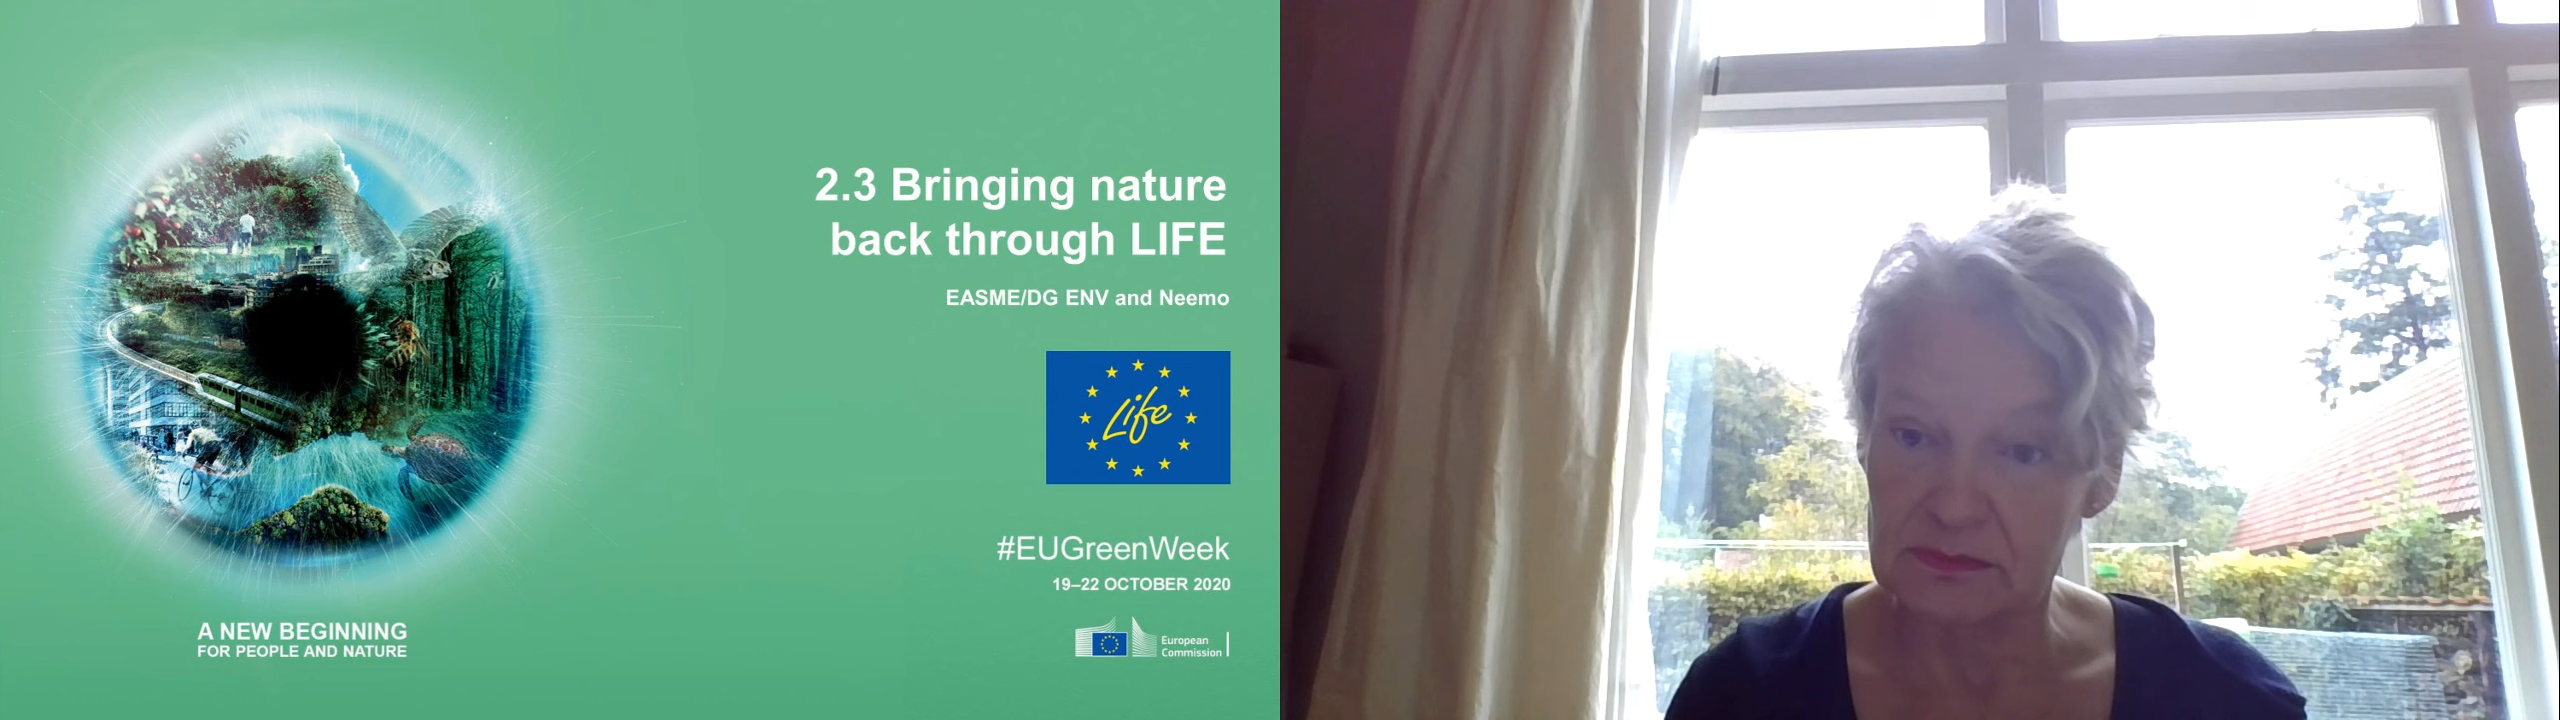 2.3 Bringing nature
back through LIFE
EASME/DG ENV and Neemo
Life
#EUGreenWeek
19–22 OCTOBER 2020
European
Commission
A NEW BEGINNING
FOR PEOPLE AND NATURE